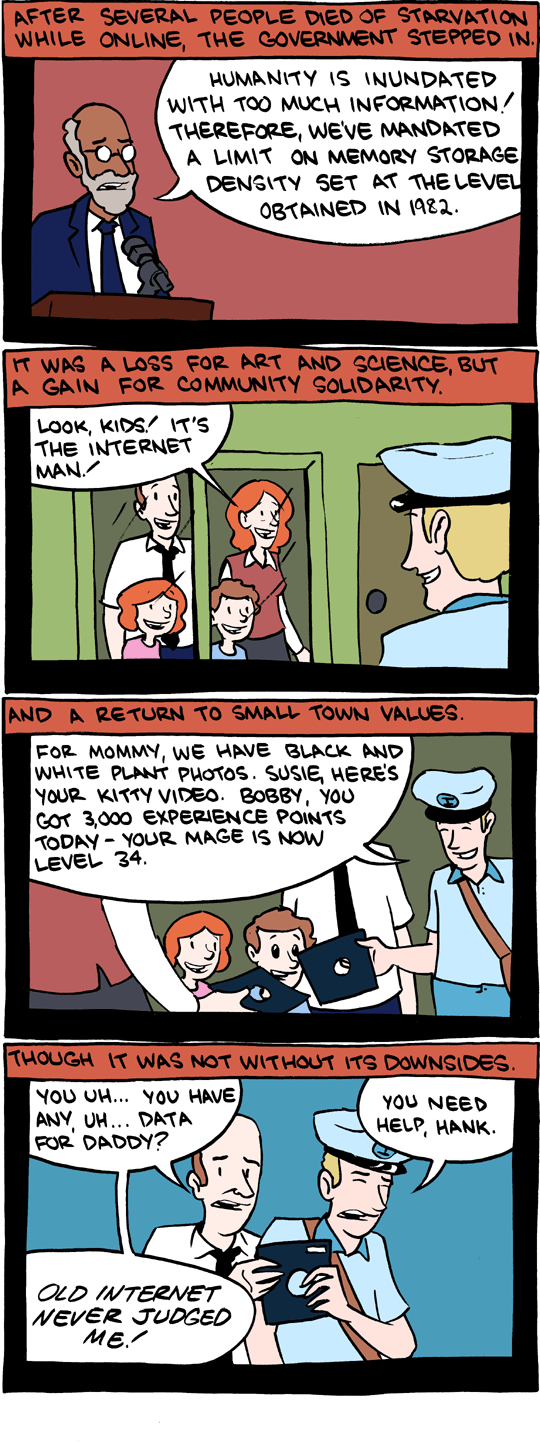 AFTER SEVERAL PEOPLE DIED OF STARVATION
WHILE ONLINE, THE GOVERNMENT STEPPED IN.
HUMANITY IS INUNDATED
WITH TOO MUCH INFORMATION!
THEREFORE, WE'VE MANDATED
A LIMIT ON MEMORY STORAGE
DENSITY SET AT THE LEVEL
OBTAINED IN 1982.
IT WAS A LOSS FOR ART AND SCIENCE, BUT
A GAIN FOR COMMUNITY SOLIDARITY.
LOOK, KIDS! IT'S
THE INTERNET
MAN!
AND A RETURN TO SMALL TOWN VALUES.
FOR MOMMY, WE HAVE BLACK AND
WHITE PLANT PHOTOS. SUSIE, HERE'S
YOUR KITTY VIDEO. BOBBY, YOU
GOT 3,000 EXPERIENCE POINTS
TODAY - YOUR MAGE IS NOW
LEVEL 34.
THOUGH IT WAS NOT WITHOUT ITS DOWNSIDES.
YOU UH... YOU HAVE
ANY, UH... DATA
FOR DADDY?
YOU NEED
HELP, HANK.
OLD INTERNET
NEVER JUDGED
ME!